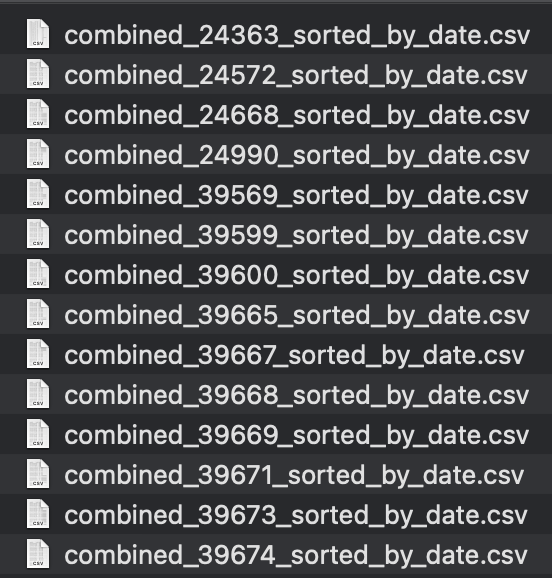 combined_24363_sorted_by_date.csv
combined_24572_sorted_by_date.csv
combined_24668_sorted_by_date.csv
combined_24990_sorted_by_date.csv
combined_39569_sorted_by_date.csv
combined_39599_sorted_by_date.csv
combined_39600_sorted_by_date.csv
combined_39665_sorted_by_date.csv
combined_39667_sorted_by_date.csv
combined_39668_sorted_by_date.csv
combined_39669_sorted_by_date.csv
combined_39671_sorted_by_date.csv
combined_39673_sorted_by_date.csv
combined_39674_sorted_by_date.csv